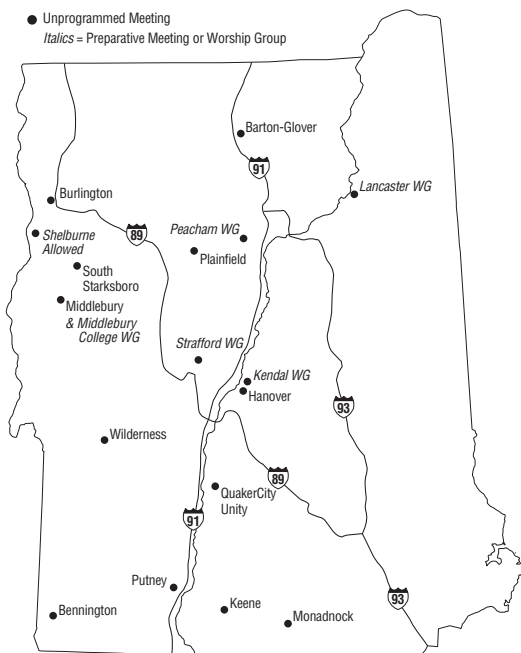 Unprogrammed Meeting
Italics = Preparative Meeting or Worship Group
Barton-Glover
91
Lancaster WG
Burlington
89
Shelburne
Allowed
Peacham WG
Plainfield
South
Starksboro
Middlebury
& Middlebury
College WG
Strafford WG
Kendal WG
Hanover
93
Wilderness
89
QuakerCity
Unity
91
Putney
93
Bennington
Keene
Monadnock